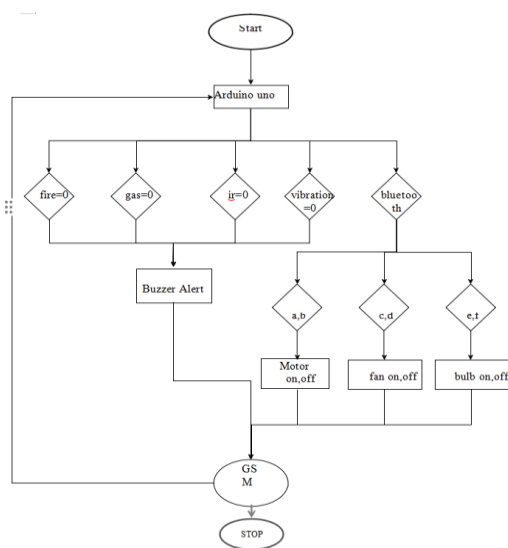 Start
Arduino uno
fire=0
gas=0
ir=0
vibration
=0
bluetoo
th
Buzzer Alert
a,b
c,d
e,f
Motor
on,off
fan on,off
bulb on,off
GS
M
STOP